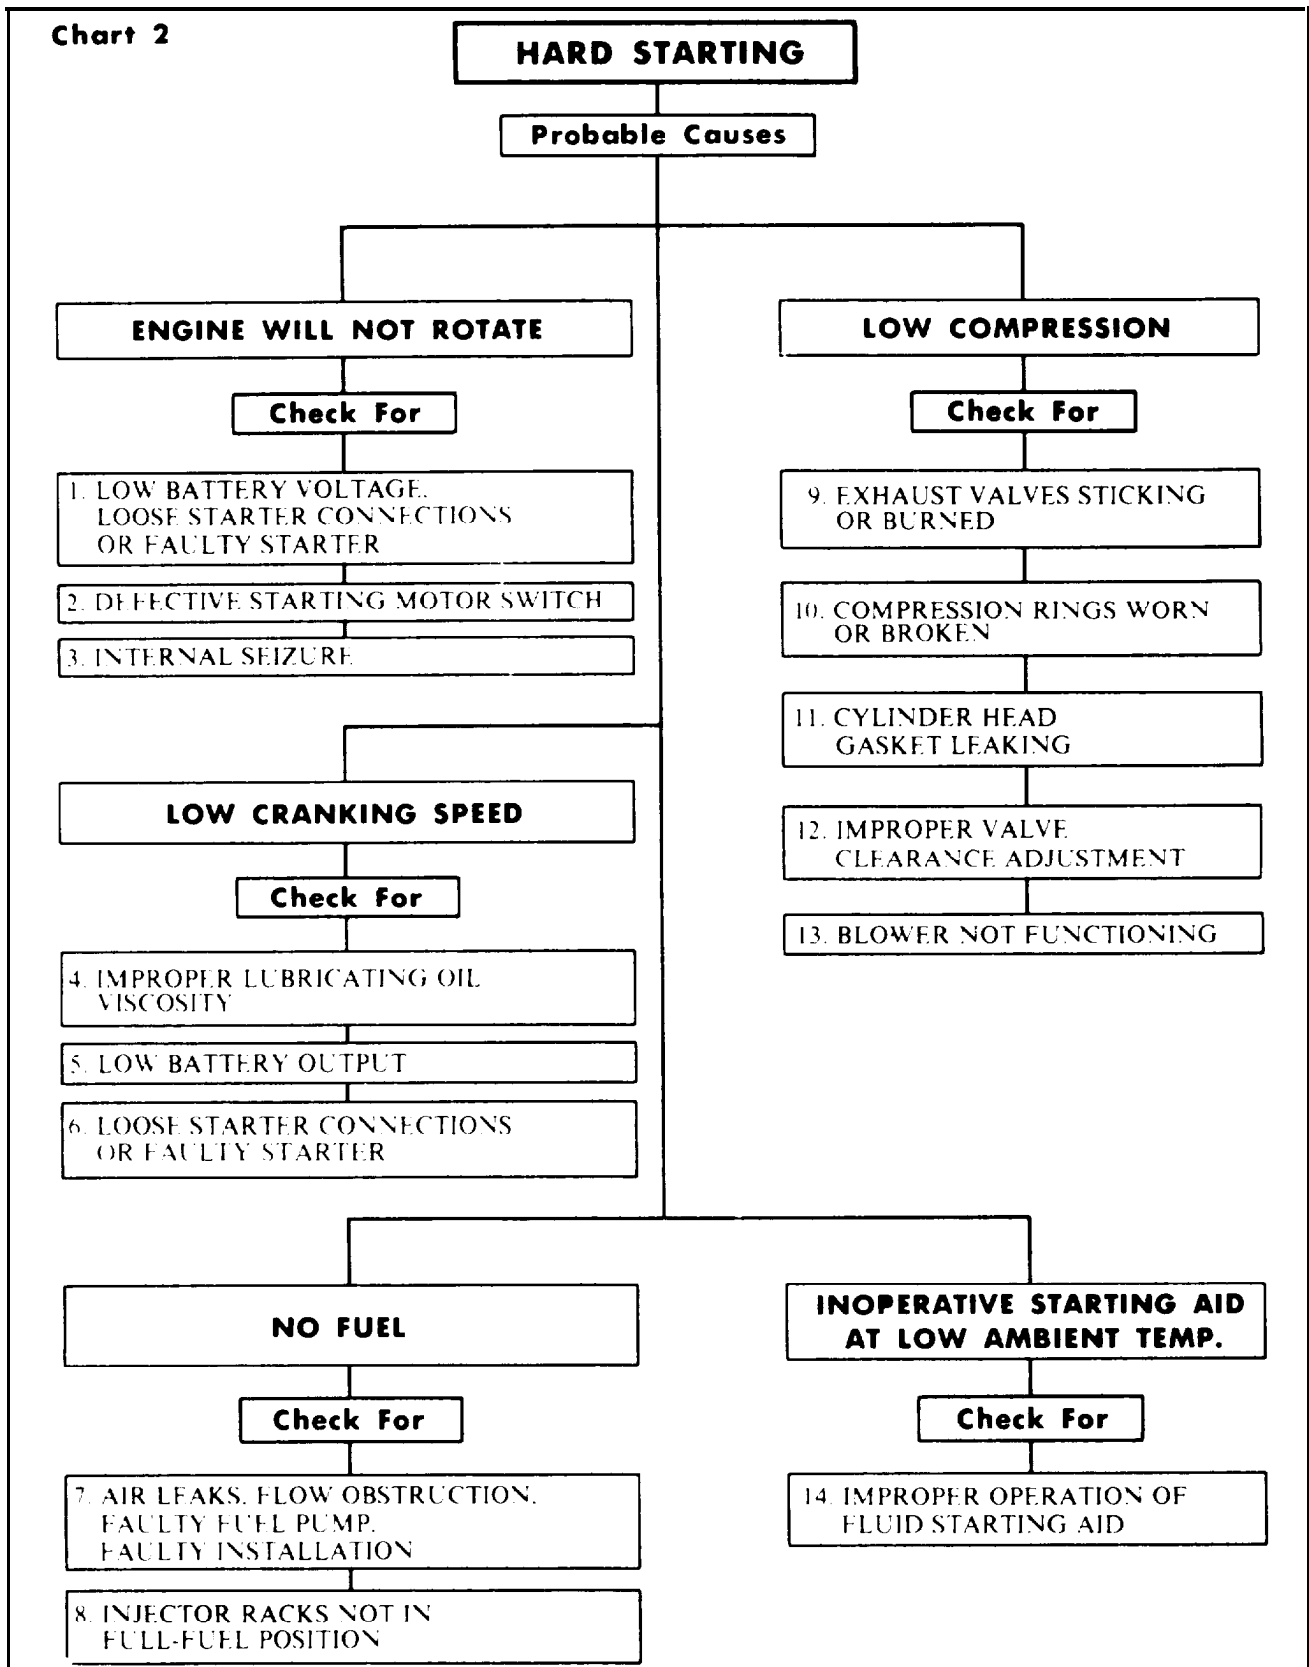 Chart 2
HARD STARTING
Probable Causes
ENGINE WILL NOT ROTATE
Check For
1. LOW BATTERY VOLTAGE.
LOOSE STARTER CONNECTIONS
OR FAULTY STARTER
2. DEFECTIVE STARTING MOTOR SWITCH
3. INTERNAL SEIZURE
LOW CRANKING SPEED
Check For
4. IMPROPER LUBRICATING OIL
VISCOSITY
5. LOW BATTERY OUTPUT
6. LOOSE STARTER CONNECTIONS
OR FAULTY STARTER
LOW COMPRESSION
Check For
9. EXHAUST VALVES STICKING
OR BURNED
10. COMPRESSION RINGS WORN
OR BROKEN
11. CYLINDER HEAD
GASKET LEAKING
12. IMPROPER VALVE
CLEARANCE ADJUSTMENT
13. BLOWER NOT FUNCTIONING
NO FUEL
Check For
7. AIR LEAKS. FLOW OBSTRUCTION.
FAULTY FUEL PUMP.
FAULTY INSTALLATION
8. INJECTOR RACKS NOT IN
FULL-FUEL POSITION
INOPERATIVE STARTING AID
AT LOW AMBIENT TEMP.
Check For
14. IMPROPER OPERATION OF
FLUID STARTING AID